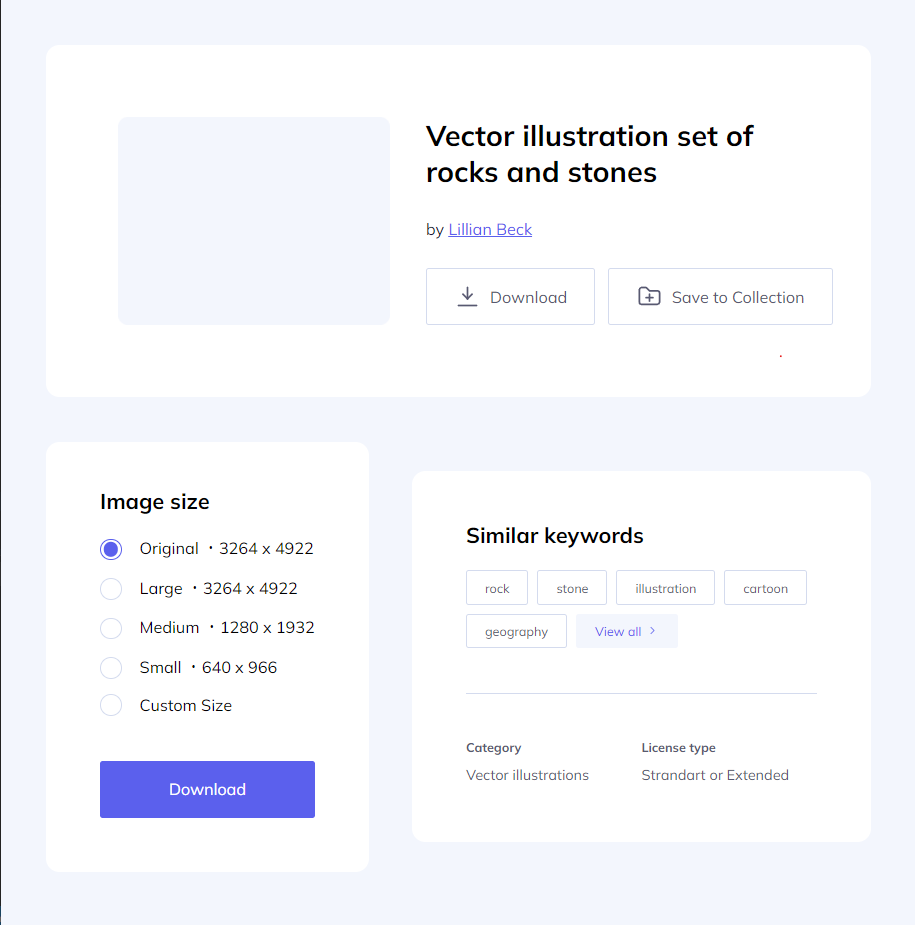 Vector illustration set of
rocks and stones
by Lillian Beck
Download
Save to Collection
Image size
Original · 3264 x 4922
Large · 3264 x 4922
Medium · 1280 x 1932
Small · 640 x 966
Custom Size
Download
Similar keywords
rock
stone
illustration
cartoon
geography
View all
Category
Vector illustrations
License type
Strandart or Extended